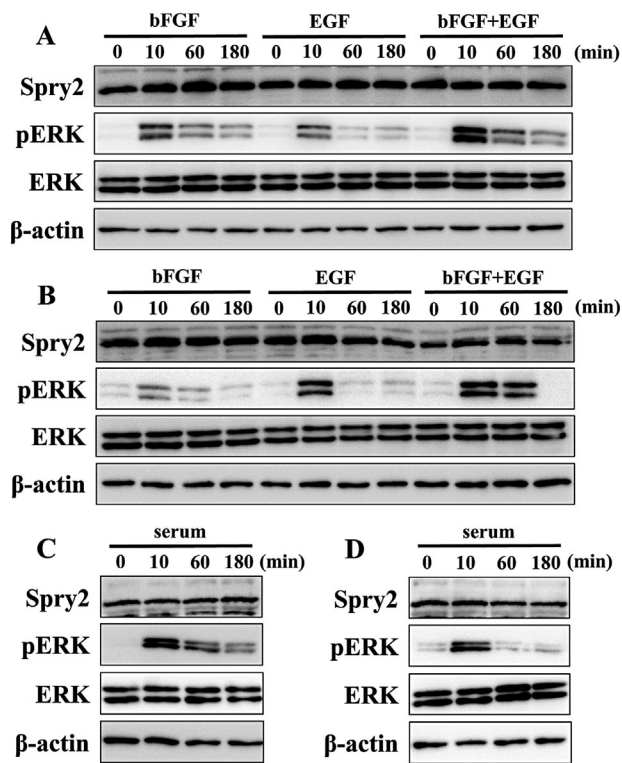 A bFGF EGF bFGF+EGF
0 10 60 180 0 10 60 180 0 10 60 180 (min)
Spry2
pERK
ERK
β-actin
B bFGF EGF bFGF+EGF
0 10 60 180 0 10 60 180 0 10 60 180 (min)
Spry2
pERK
ERK
β-actin
C serum
0 10 60 180 (min)
Spry2
pERK
ERK
β-actin
D serum
0 10 60 180 (min)
Spry2
pERK
ERK
β-actin